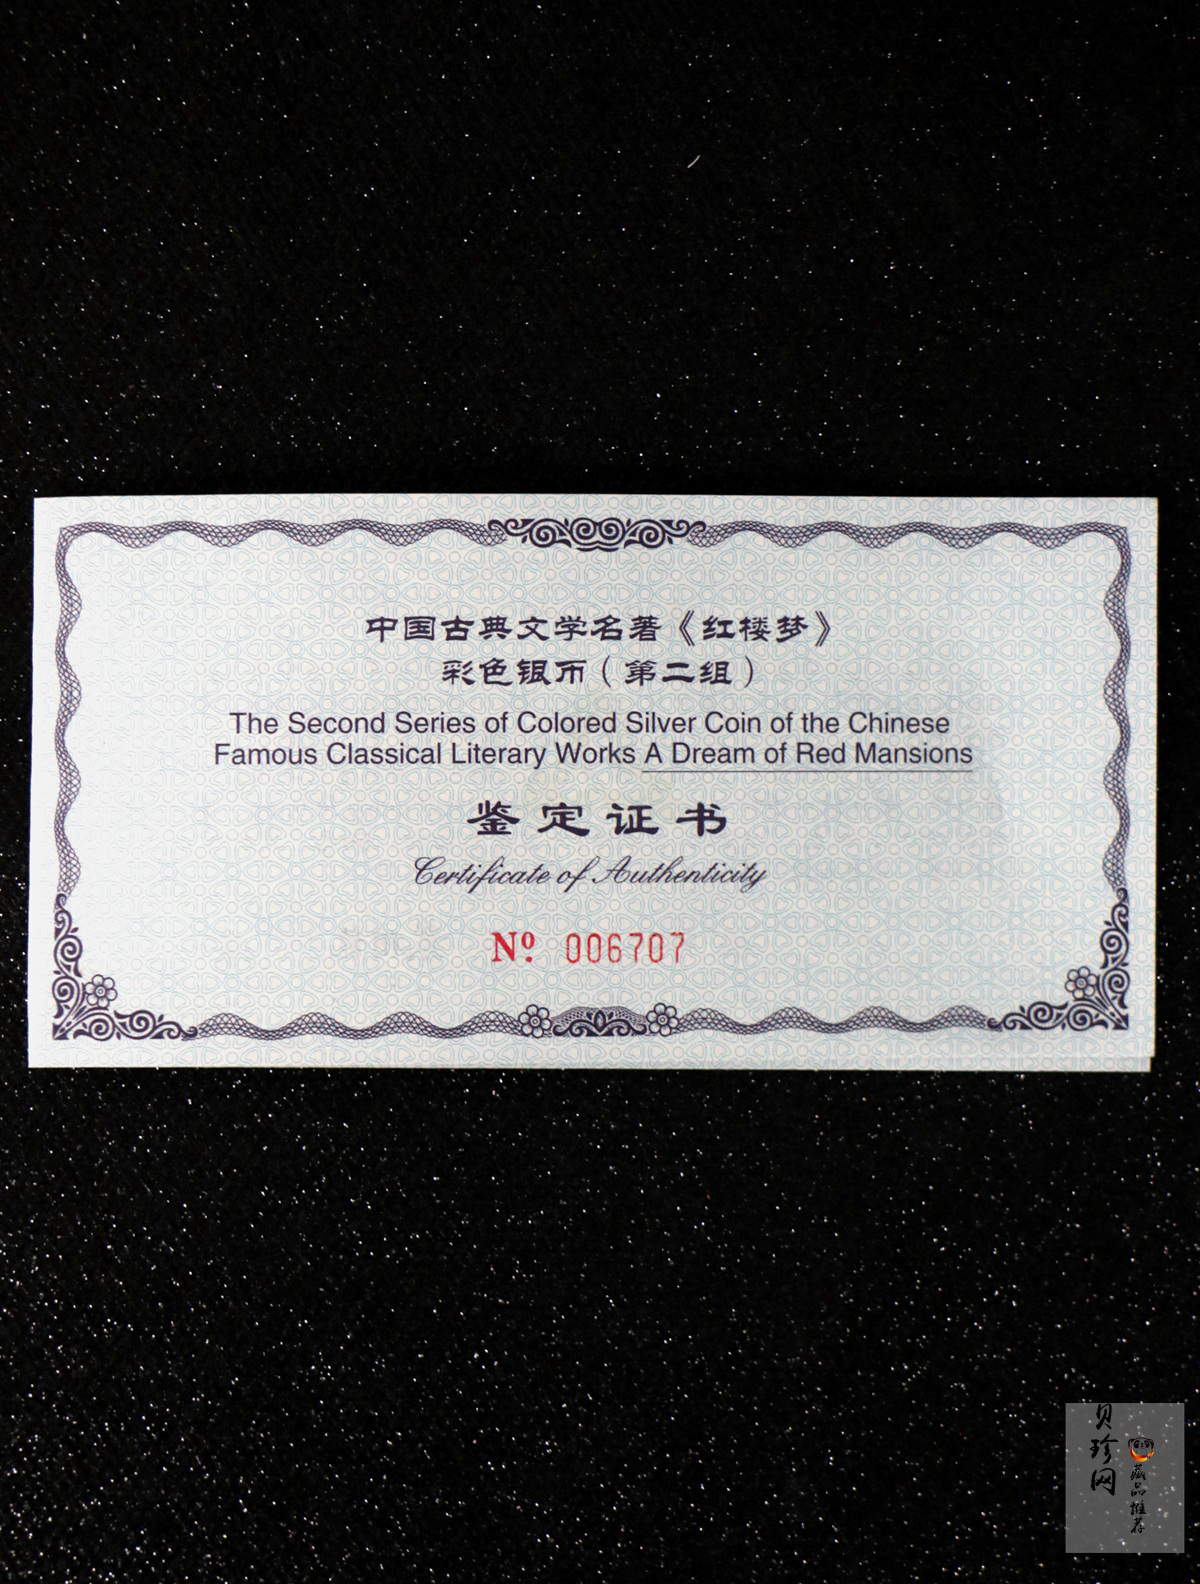 中国古典文学名著《红楼梦》
彩色银币（第二组）
The Second Series of Colored Silver Coin of the Chinese
Famous Classical Literary Works A Dream of Red Mansions
鉴定证书
Certificate of Authenticity
Nº 006707
贝珍网
藏品推荐